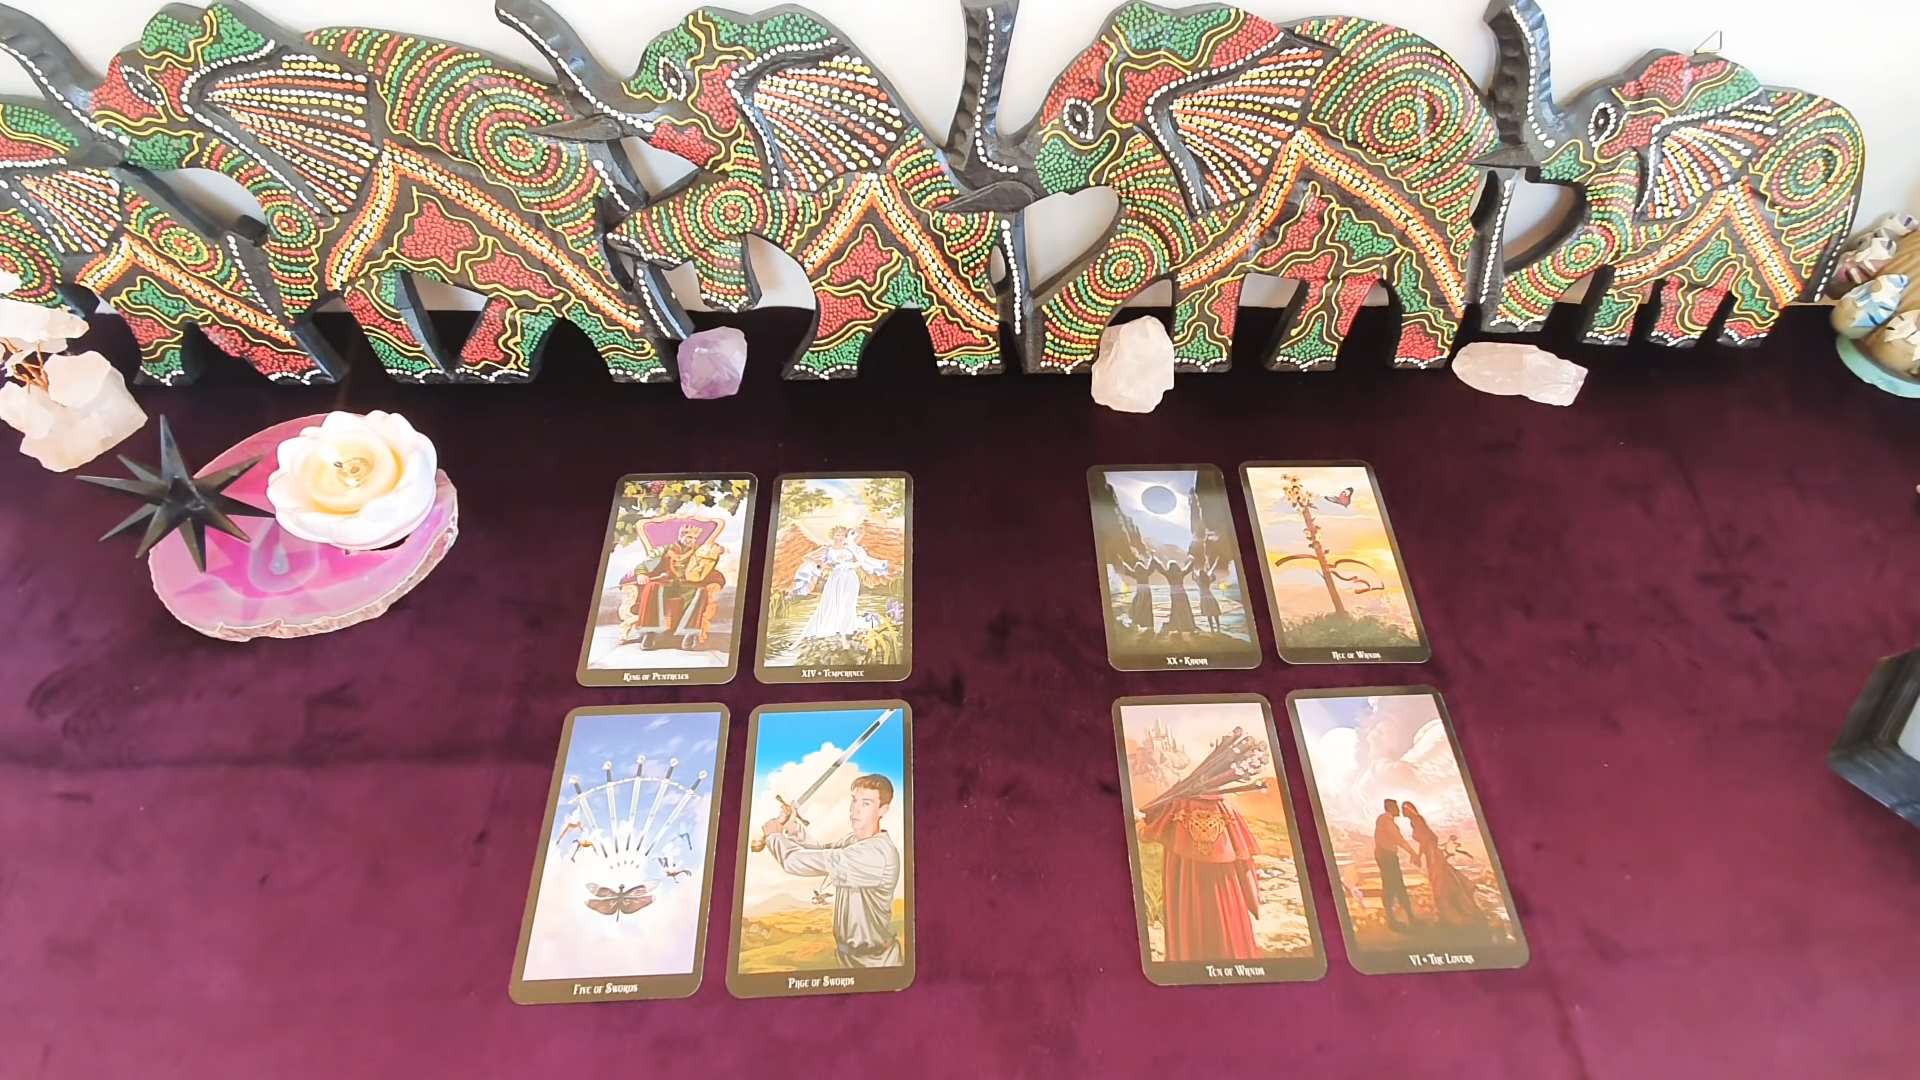 King of Pentacles
XIV • Temperance
XX • Karma
Ace of Wands
Five of Swords
Page of Swords
Ten of Wands
VI • The Lovers